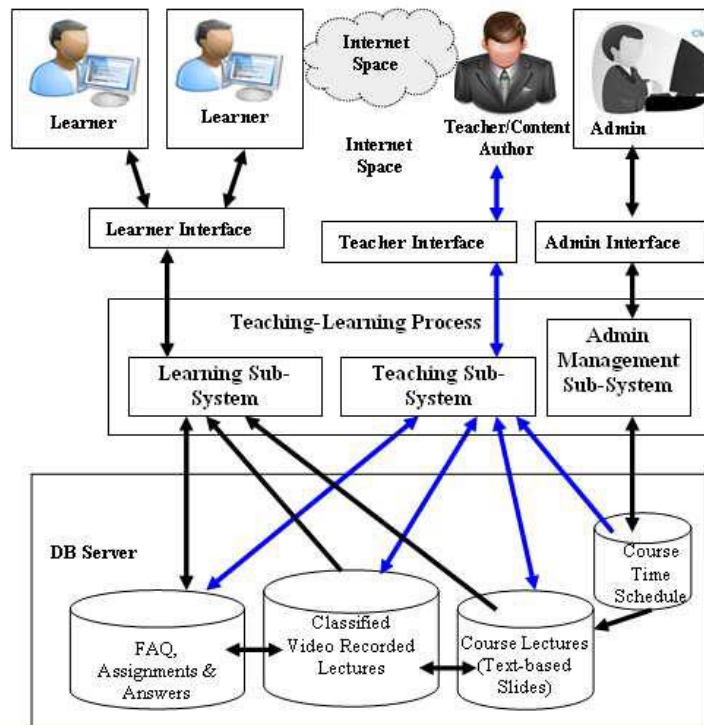 Learner
Learner
Internet
Space
Teacher/Content
Author
Admin
Internet
Space
Learner Interface
Teacher Interface
Admin Interface
Teaching-Learning Process
Learning Sub-
System
Teaching Sub-
System
Admin
Management
Sub-System
DB Server
FAQ,
Assignments &
Answers
Classified
Video Recorded
Lectures
Course Lectures
(Text-based
Slides)
Course
Time
Schedule